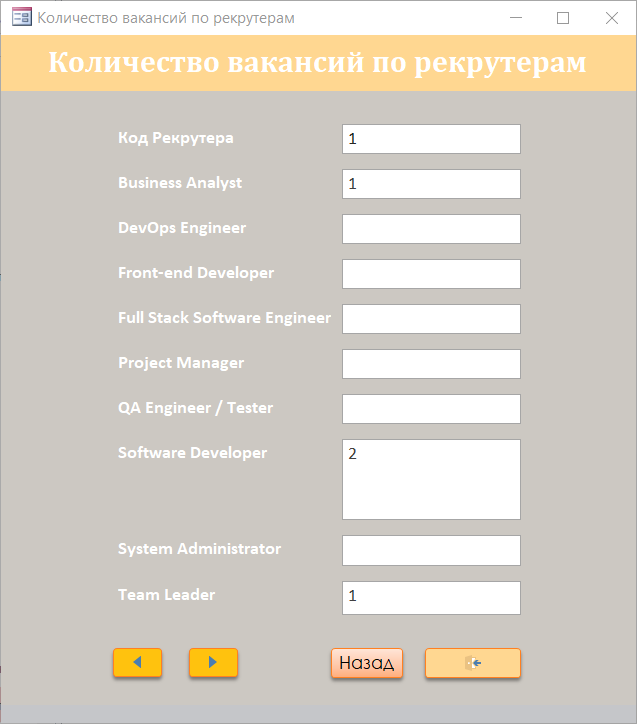 Количество вакансий по рекрутерам
Количество вакансий по рекрутерам
Код Рекрутера 1
Business Analyst 1
DevOps Engineer
Front-end Developer
Full Stack Software Engineer
Project Manager
QA Engineer / Tester
Software Developer 2
System Administrator
Team Leader 1
Назад